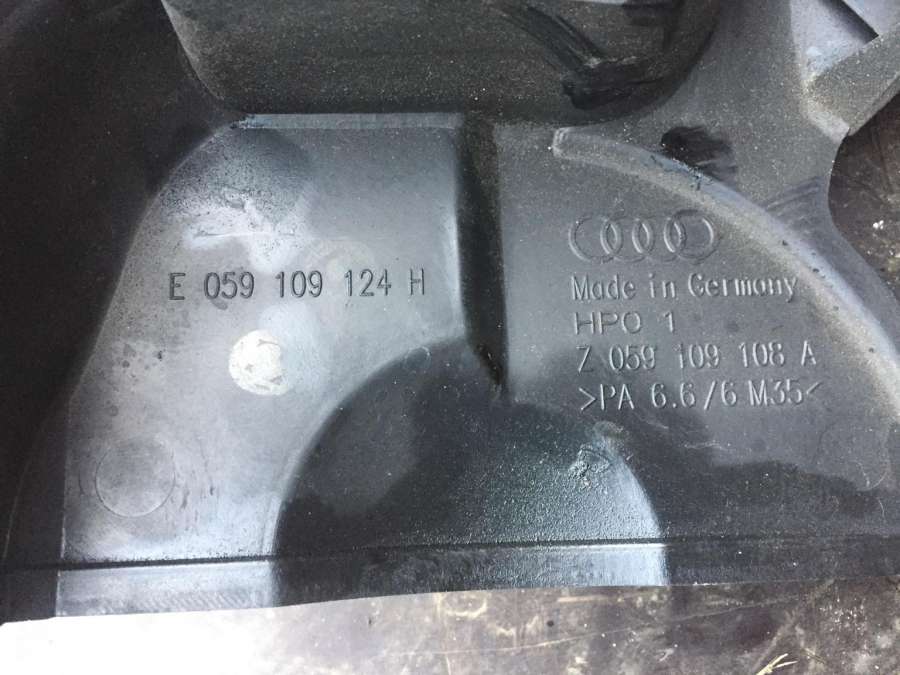 E 059 109 124 H
Made in Germany
HPO 1
Z 059 109 108 A
>PA 6.6/6 M35<